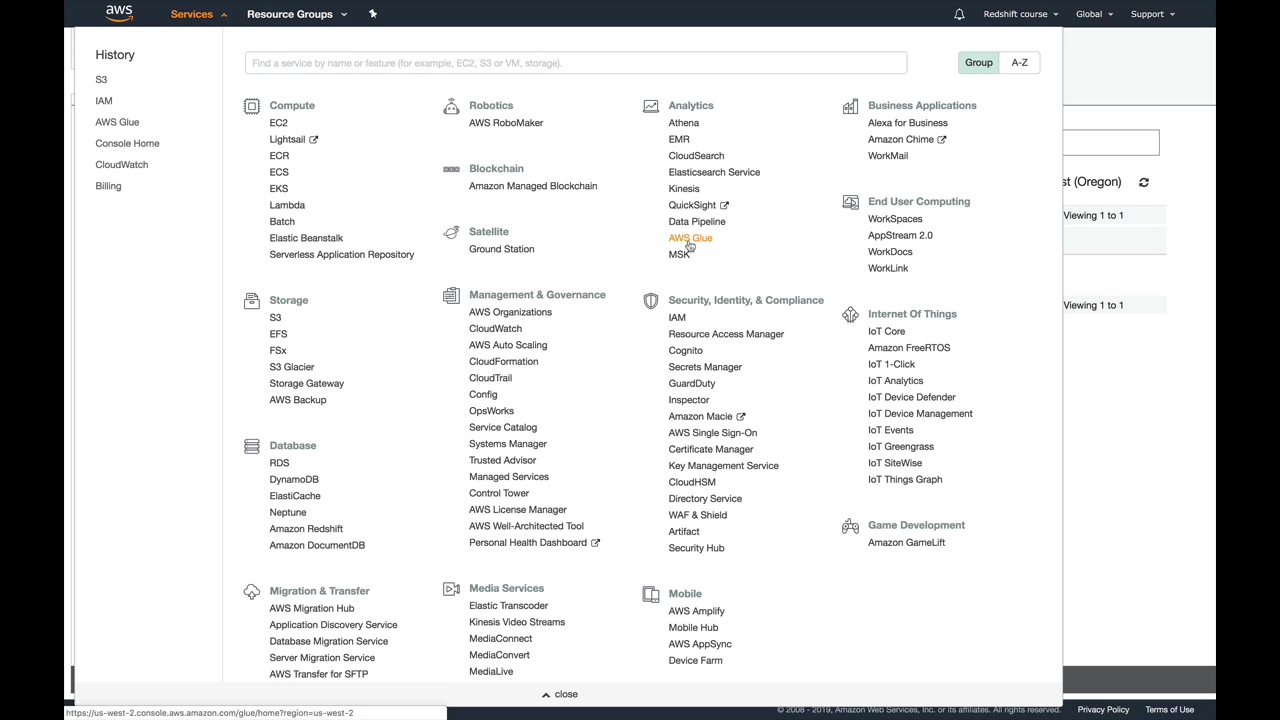 aws
Services
Resource Groups
Redshift course
Global
Support
History
S3
IAM
AWS Glue
Console Home
CloudWatch
Billing
Find a service by name or feature (for example, EC2, S3 or VM, storage).
Group
A-Z
Compute
EC2
Lightsail
ECR
ECS
EKS
Lambda
Batch
Elastic Beanstalk
Serverless Application Repository
Storage
S3
EFS
FSx
S3 Glacier
Storage Gateway
AWS Backup
Database
RDS
DynamoDB
ElastiCache
Neptune
Amazon Redshift
Amazon DocumentDB
Migration & Transfer
AWS Migration Hub
Application Discovery Service
Database Migration Service
Server Migration Service
AWS Transfer for SFTP
Robotics
AWS RoboMaker
Blockchain
Amazon Managed Blockchain
Satellite
Ground Station
Management & Governance
AWS Organizations
CloudWatch
AWS Auto Scaling
CloudFormation
CloudTrail
Config
OpsWorks
Service Catalog
Systems Manager
Trusted Advisor
Managed Services
Control Tower
AWS License Manager
AWS Well-Architected Tool
Personal Health Dashboard
Media Services
Elastic Transcoder
Kinesis Video Streams
MediaConnect
MediaConvert
MediaLive
Analytics
Athena
EMR
CloudSearch
Elasticsearch Service
Kinesis
QuickSight
Data Pipeline
AWS Glue
MSK
Security, Identity, & Compliance
IAM
Resource Access Manager
Cognito
Secrets Manager
GuardDuty
Inspector
Amazon Macie
AWS Single Sign-On
Certificate Manager
Key Management Service
CloudHSM
Directory Service
WAF & Shield
Artifact
Security Hub
Mobile
AWS Amplify
Mobile Hub
AWS AppSync
Device Farm
Business Applications
Alexa for Business
Amazon Chime
WorkMail
End User Computing
WorkSpaces
AppStream 2.0
WorkDocs
WorkLink
Internet Of Things
IoT Core
Amazon FreeRTOS
IoT 1-Click
IoT Analytics
IoT Device Defender
IoT Device Management
IoT Events
IoT Greengrass
IoT SiteWise
IoT Things Graph
Game Development
Amazon GameLift
st (Oregon)
Viewing 1 to 1
Viewing 1 to 1
close
https://us-west-2.console.aws.amazon.com/glue/home?region=us-west-2
© 2008 - 2019, Amazon Web Services, Inc. or its affiliates. All rights reserved.
Privacy Policy
Terms of Use